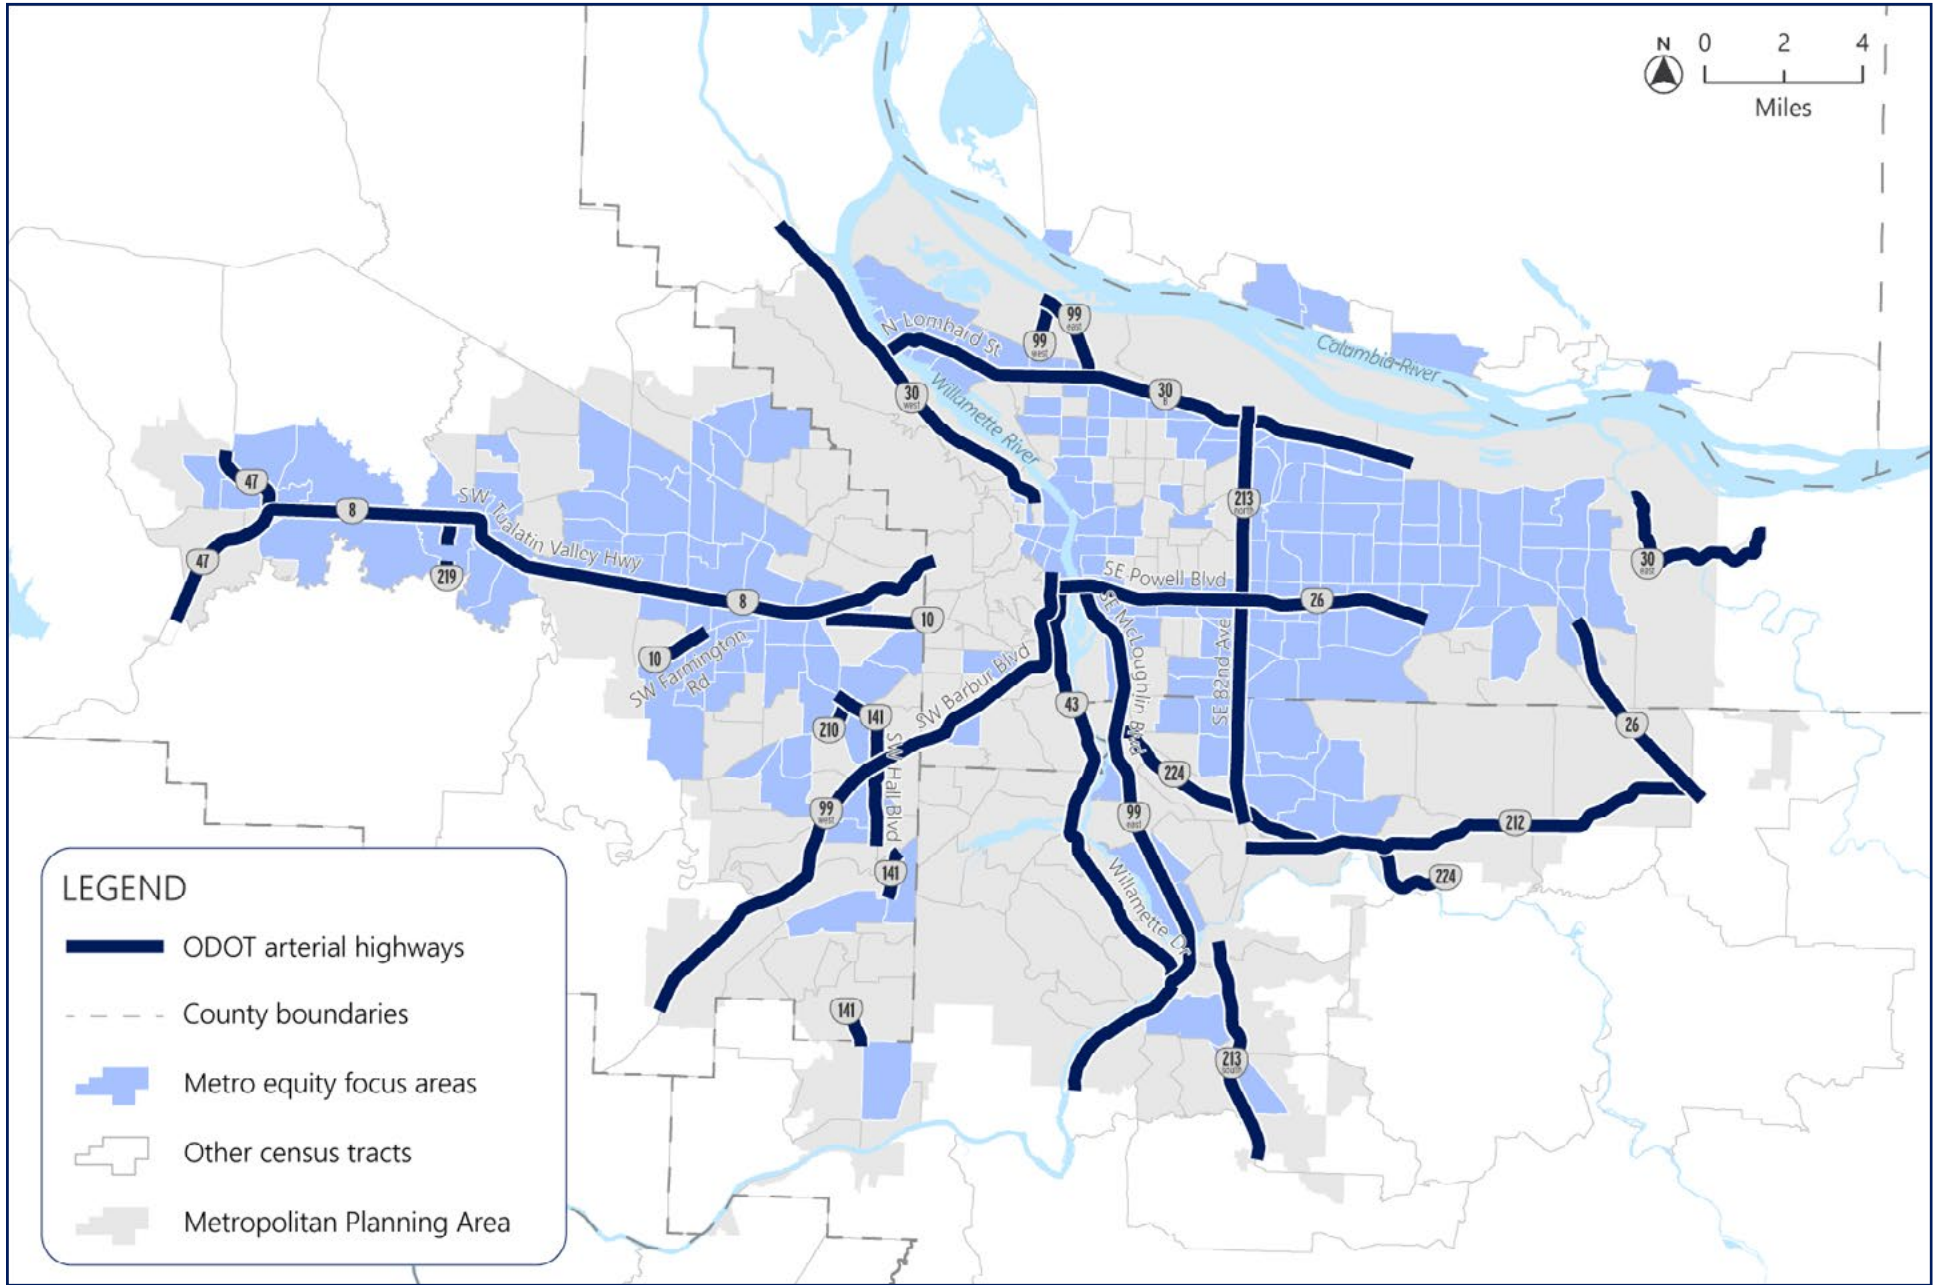 N 0 2 4
Miles
Columbia River
N Lombard St
99
east
99
west
30
west
30
B
Willamette River
47
8
SW Tualatin Valley Hwy
213
north
47
219
30
east
SE Powell Blvd
26
8
10
10
SW Farmington
Rd
SE McLoughlin Blvd
SE 82nd Ave
SW Barbur Blvd
43
141
210
26
SW Hall Blvd
224
99
west
99
east
212
141
224
Willamette Dr
141
213
south
LEGEND
ODOT arterial highways
County boundaries
Metro equity focus areas
Other census tracts
Metropolitan Planning Area